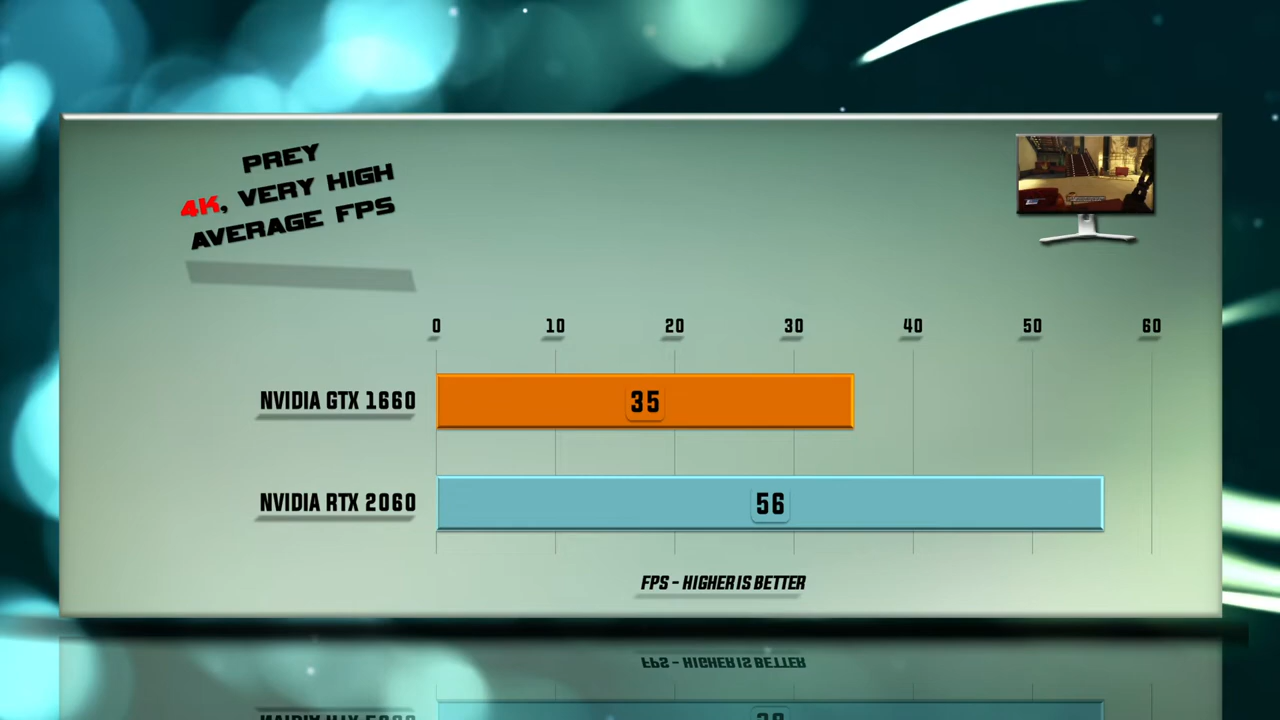 PREY
4K, VERY HIGH
AVERAGE FPS
0 10 20 30 40 50 60
NVIDIA GTX 1660
35
NVIDIA RTX 2060
56
FPS - HIGHER IS BETTER